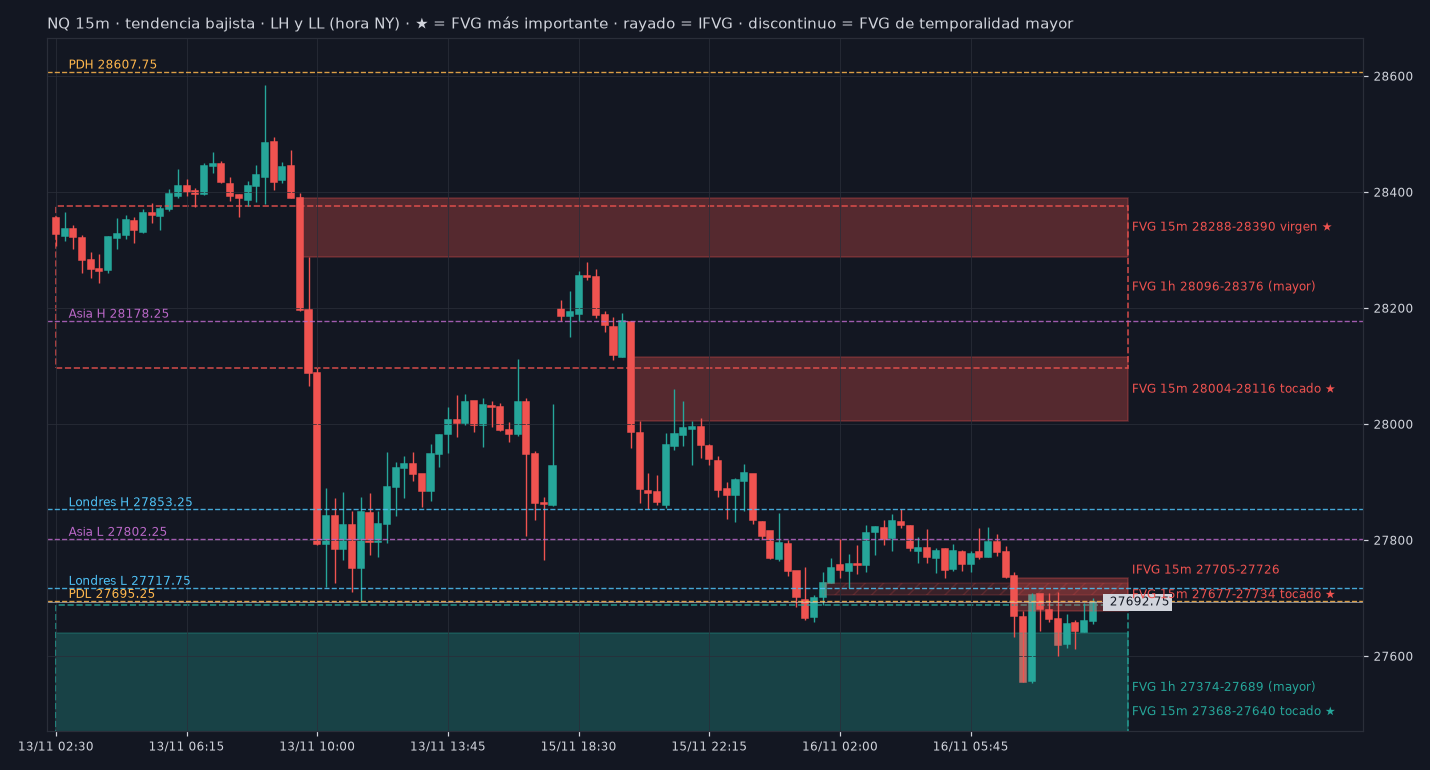 NQ 15m · tendencia bajista · LH y LL (hora NY) · ★ = FVG más importante · rayado = IFVG · discontinuo = FVG de temporalidad mayor
PDH 28607.75
28600
28400
FVG 15m 28288-28390 virgen ★
FVG 1h 28096-28376 (mayor)
Asia H 28178.25
28200
FVG 15m 28004-28116 tocado ★
28000
Londres H 27853.25
Asia L 27802.25
27800
IFVG 15m 27705-27726
Londres L 27717.75
PDL 27695.25
FVG 15m 27677-27734 tocado ★
27692.75
27600
FVG 1h 27374-27689 (mayor)
FVG 15m 27368-27640 tocado ★
13/11 02:30
13/11 06:15
13/11 10:00
13/11 13:45
15/11 18:30
15/11 22:15
16/11 02:00
16/11 05:45